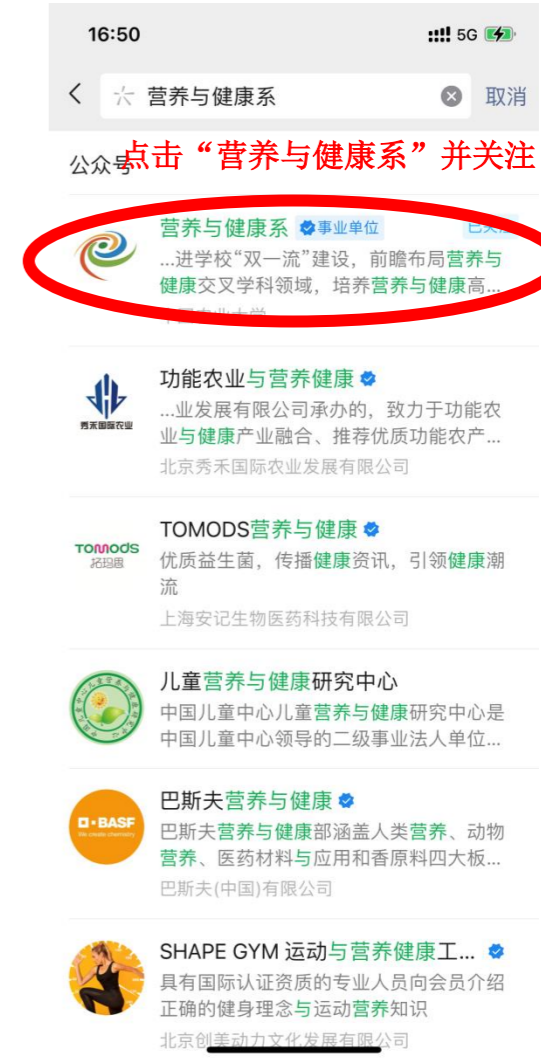 16:50
5G
营养与健康系
取消
公众号
点击“营养与健康系”并关注
营养与健康系 事业单位
...进学校“双一流”建设，前瞻布局营养与
健康交叉学科领域，培养营养与健康高...
功能农业与营养健康
...业发展有限公司承办的，致力于功能农
业与健康产业融合、推荐优质功能农产...
北京秀禾国际农业发展有限公司
秀禾国际农业
TOMODS营养与健康
优质益生菌，传播健康资讯，引领健康潮
流
上海安记生物医药科技有限公司
TOMODS
儿童营养与健康研究中心
中国儿童中心儿童营养与健康研究中心是
中国儿童中心领导的二级事业法人单位...
巴斯夫营养与健康
巴斯夫营养与健康部涵盖人类营养、动物
营养、医药材料与应用和香原料四大板...
巴斯夫(中国)有限公司
BASF
We create chemistry
SHAPE GYM 运动与营养健康工...
具有国际认证资质的专业人员向会员介绍
正确的健身理念与运动营养知识
北京创美动力文化发展有限公司